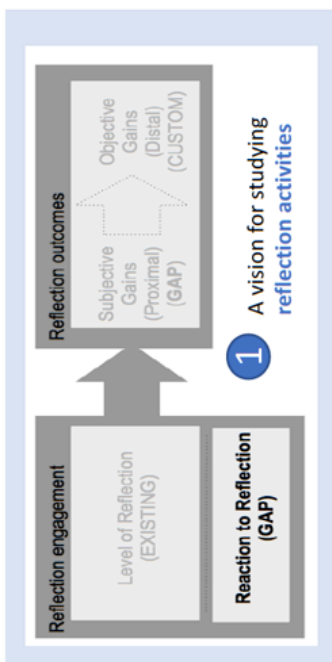 Reflection engagement
Level of Reflection
(EXISTING)
Reaction to Reflection
(GAP)
Reflection outcomes
Subjective
Gains
(Proximal)
(GAP)
Objective
Gains
(Distal)
(CUSTOM)
1
A vision for studying
reflection activities